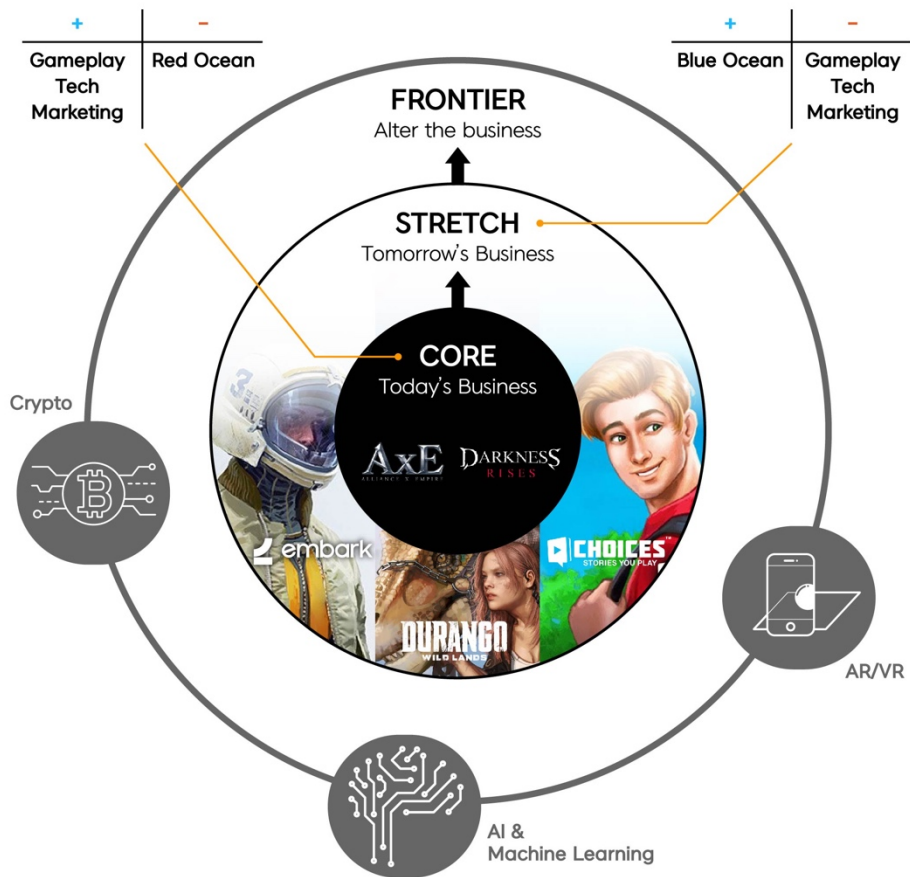 + -
Gameplay Red Ocean
Tech
Marketing
+ -
Blue Ocean Gameplay
Tech
Marketing
FRONTIER
Alter the business
STRETCH
Tomorrow's Business
CORE
Today's Business
AxE
ALLIANCE X EMPIRE
DARKNESS
RISES
3
embark
CHOICES™
STORIES YOU PLAY
DURANGO
WILD LANDS
Crypto
B
AR/VR
AI &
Machine Learning